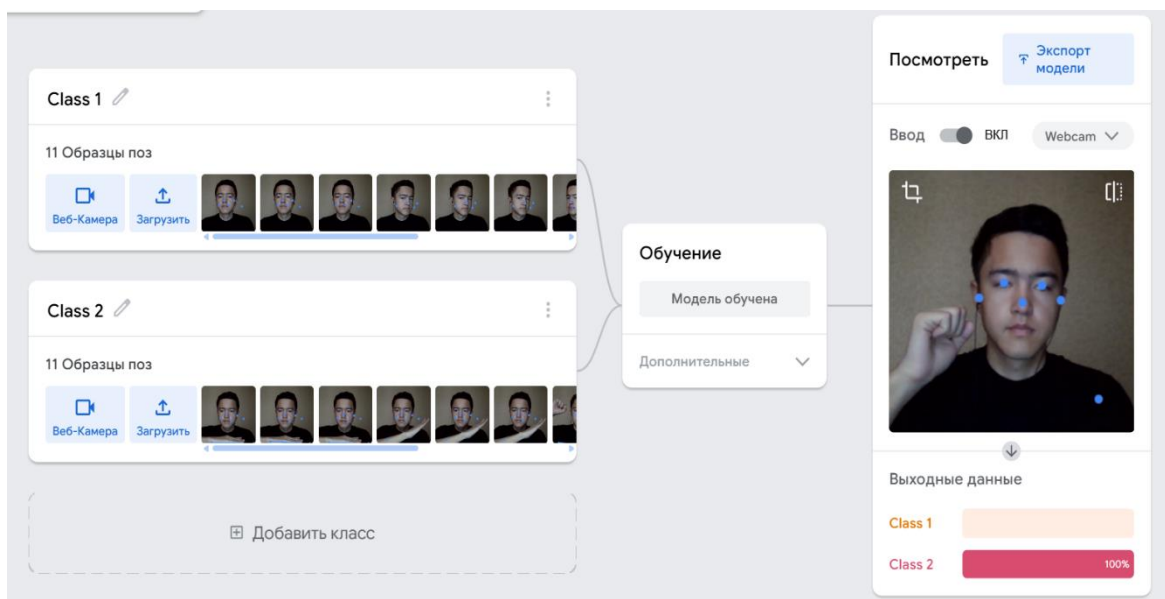 Class 1
11 Образцы поз
Веб-Камера
Загрузить
Class 2
11 Образцы поз
Веб-Камера
Загрузить
Добавить класс
Обучение
Модель обучена
Дополнительные
Посмотреть
Экспорт
модели
Ввод
ВКЛ
Webcam
Выходные данные
Class 1
Class 2
100%